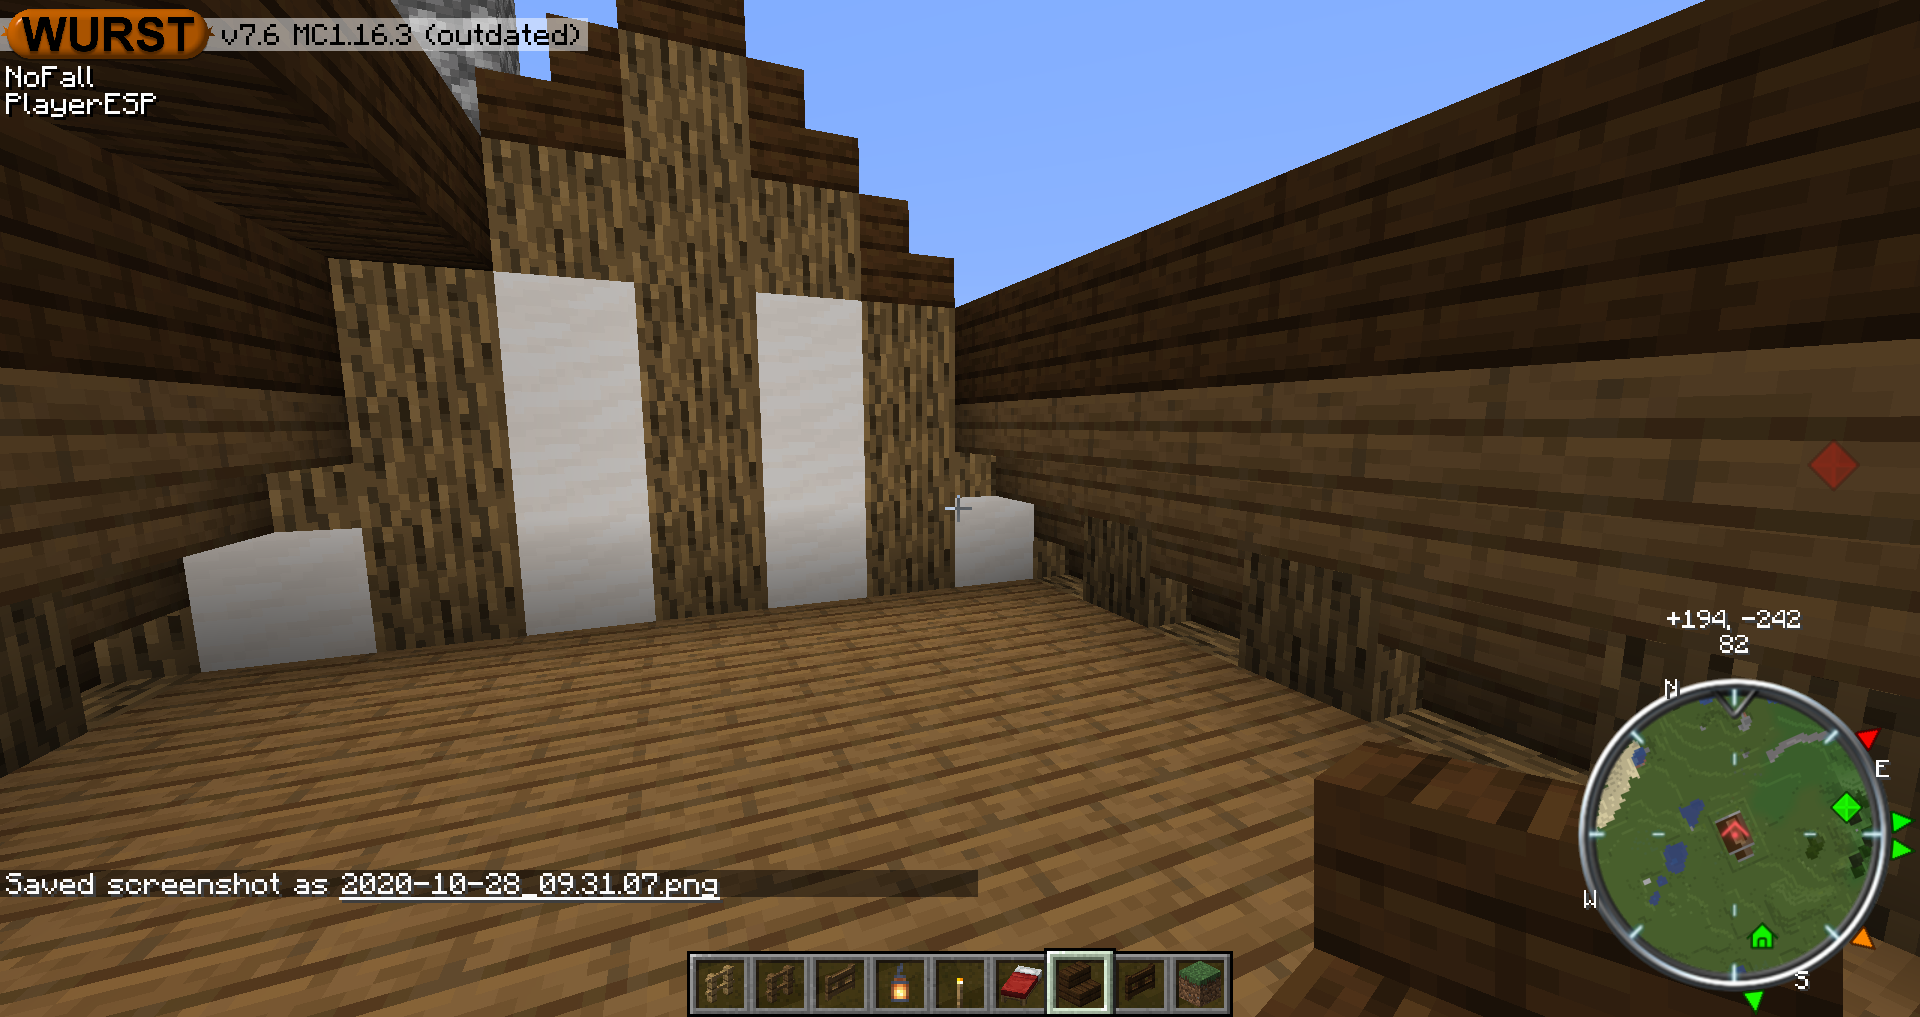 WURST v7.6 MC1.16.3 (outdated)
NoFall
PlayerESP
+194, -242
82
N
E
W
S
Saved screenshot as 2020-10-28_09.31.07.png